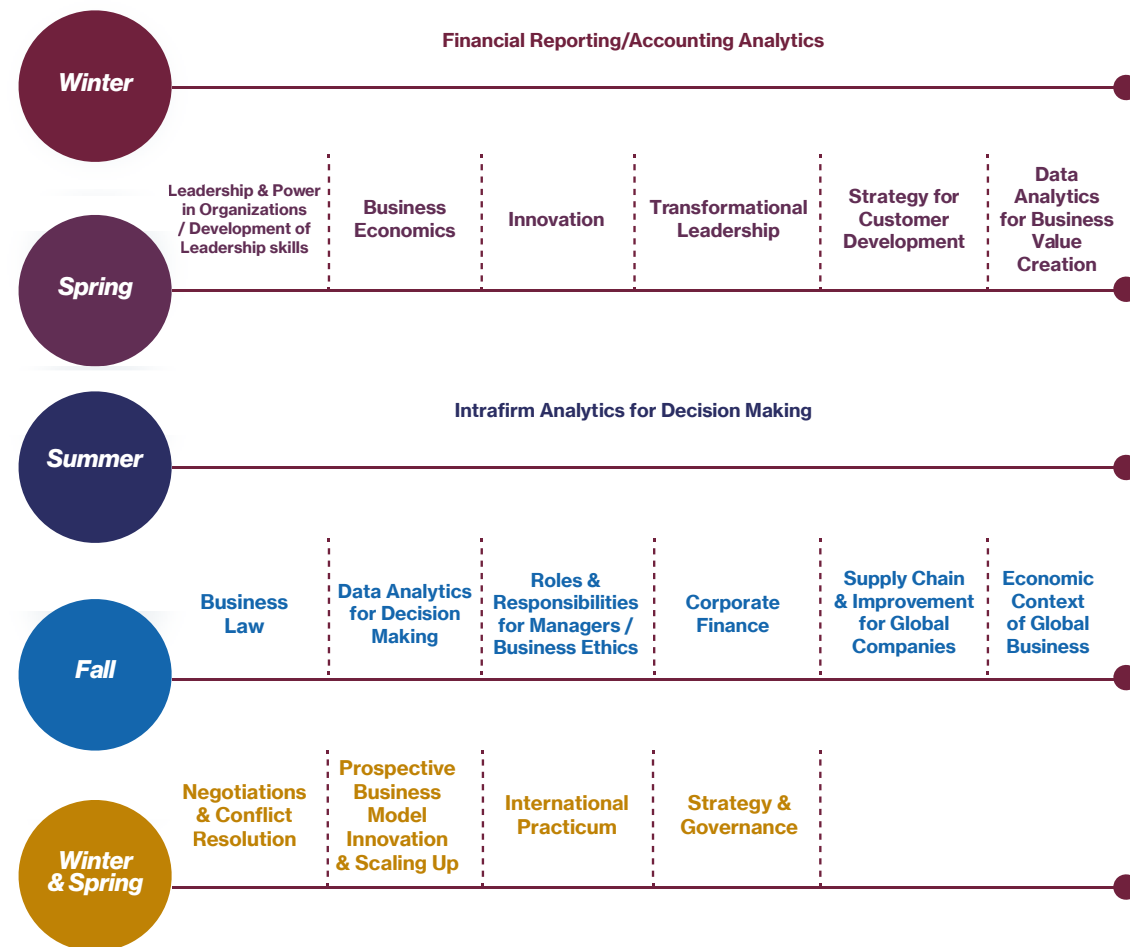 Winter
Financial Reporting/Accounting Analytics
Spring
Leadership & Power
in Organizations
/ Development of
Leadership skills
Business
Economics
Innovation
Transformational
Leadership
Strategy for
Customer
Development
Data
Analytics
for Business
Value
Creation
Summer
Intrafirm Analytics for Decision Making
Fall
Business
Law
Data Analytics
for Decision
Making
Roles &
Responsibilities
for Managers /
Business Ethics
Corporate
Finance
Supply Chain
& Improvement
for Global
Companies
Economic
Context
of Global
Business
Winter
& Spring
Negotiations
& Conflict
Resolution
Prospective
Business
Model
Innovation
& Scaling Up
International
Practicum
Strategy &
Governance